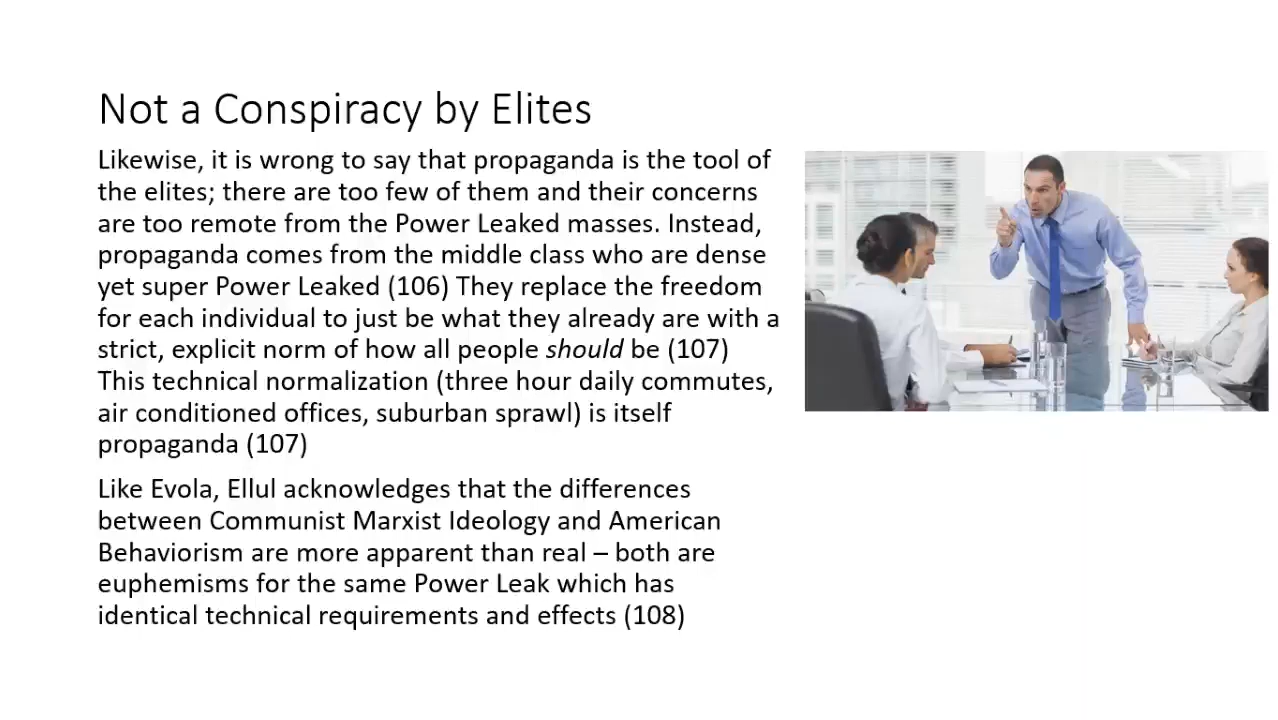 Not a Conspiracy by Elites
Likewise, it is wrong to say that propaganda is the tool of
the elites; there are too few of them and their concerns
are too remote from the Power Leaked masses. Instead,
propaganda comes from the middle class who are dense
yet super Power Leaked (106) They replace the freedom
for each individual to just be what they already are with a
strict, explicit norm of how all people should be (107)
This technical normalization (three hour daily commutes,
air conditioned offices, suburban sprawl) is itself
propaganda (107)
Like Evola, Ellul acknowledges that the differences
between Communist Marxist Ideology and American
Behaviorism are more apparent than real – both are
euphemisms for the same Power Leak which has
identical technical requirements and effects (108)